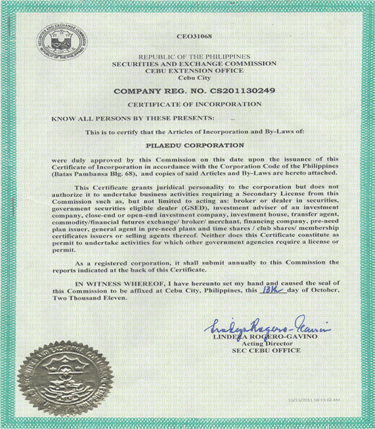 CEO31068
REPUBLIC OF THE PHILIPPINES
SECURITIES AND EXCHANGE COMMISSION
CEBU EXTENSION OFFICE
Cebu City
COMPANY REG. NO. CS201130249
CERTIFICATE OF INCORPORATION
KNOW ALL PERSONS BY THESE PRESENTS:
This is to certify that the Articles of Incorporation and By-Laws of:
PILAEDU CORPORATION
were duly approved by this Commission on this date upon the issuance of this
Certificate of Incorporation in accordance with the Corporation Code of the Philippines
(Batas Pambansa Blg. 68), and copies of said Articles and By-Laws are hereto attached.
This Certificate grants juridical personality to the corporation but does not
authorize it to undertake business activities requiring a Secondary License from this
Commission such as, but not limited to acting as: broker or dealer in securities,
government securities eligible dealer (GSED), investment adviser of an investment
company, close-end or open-end investment company, investment house, transfer agent,
commodity/financial futures exchange/ broker/ merchant, financing company, pre-need
plan issuer, general agent in pre-need plans and time shares / club shares/ membership
certificates issuers or selling agents thereof. Neither does this Certificate constitute as
permit to undertake activities for which other government agencies require a license or
permit.
As a registered corporation, it shall submit annually to this Commission the
reports indicated at the back of this Certificate.
IN WITNESS WHEREOF, I have hereunto set my hand and caused the seal of
this Commission to be affixed at Cebu City, Philippines, this 13th day of October,
Two Thousand Eleven.
LINDEZA ROGERO-GAVINO
Acting Director
SEC CEBU OFFICE